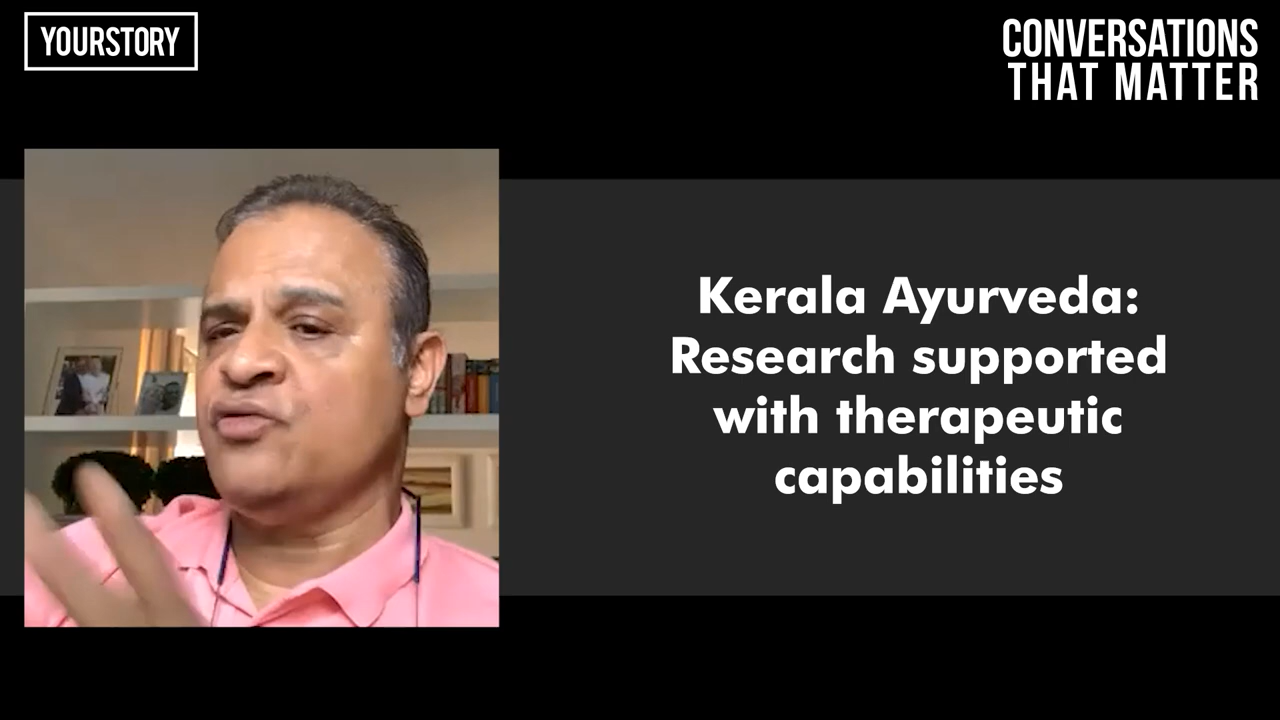 YOURSTORY
CONVERSATIONS
THAT MATTER
Kerala Ayurveda:
Research supported
with therapeutic
capabilities